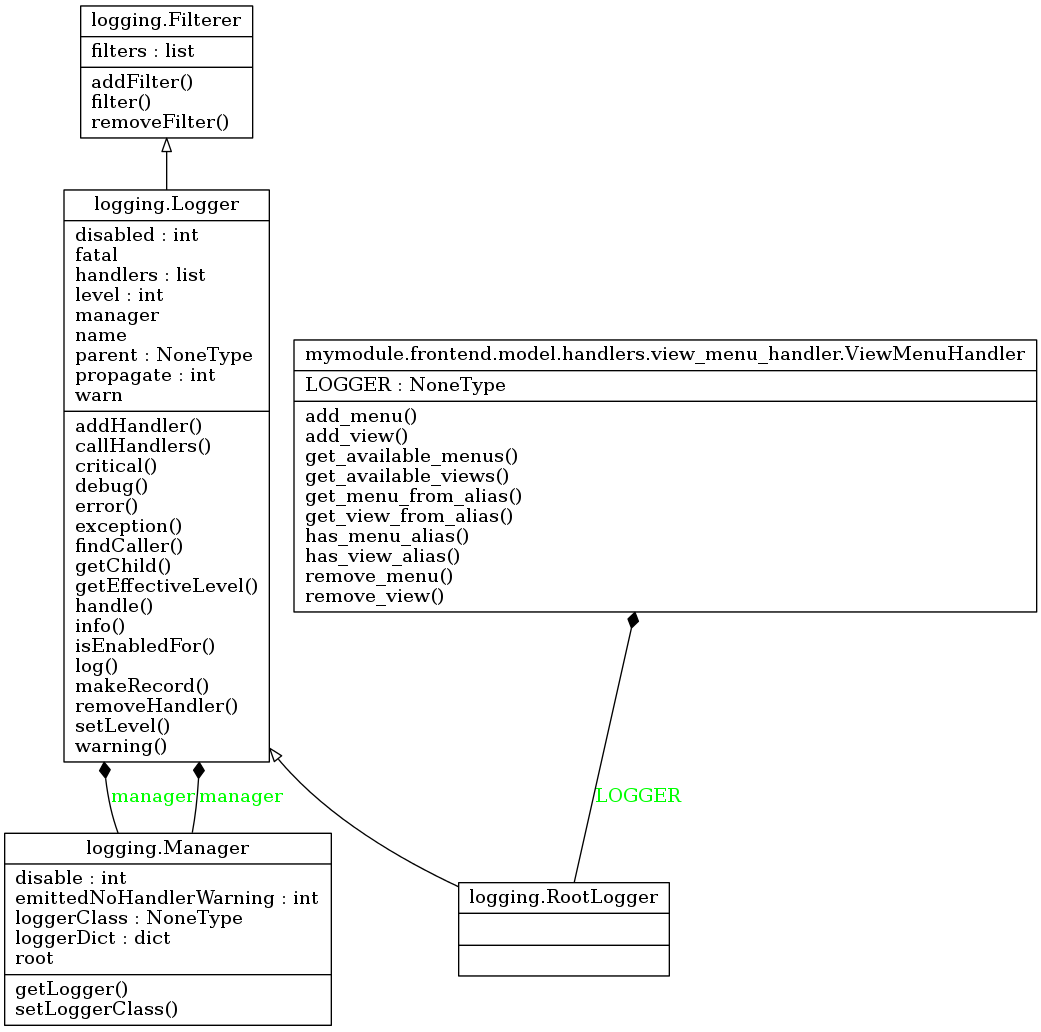 logging.Filterer
filters : list
addFilter()
filter()
removeFilter()
logging.Logger
disabled : int
fatal
handlers : list
level : int
manager
name
parent : NoneType
propagate : int
warn
addHandler()
callHandlers()
critical()
debug()
error()
exception()
findCaller()
getChild()
getEffectiveLevel()
handle()
info()
isEnabledFor()
log()
makeRecord()
removeHandler()
setLevel()
warning()
mymodule.frontend.model.handlers.view_menu_handler.ViewMenuHandler
LOGGER : NoneType
add_menu()
add_view()
get_available_menus()
get_available_views()
get_menu_from_alias()
get_view_from_alias()
has_menu_alias()
has_view_alias()
remove_menu()
remove_view()
manager
manager
LOGGER
logging.Manager
disable : int
emittedNoHandlerWarning : int
loggerClass : NoneType
loggerDict : dict
root
getLogger()
setLoggerClass()
logging.RootLogger